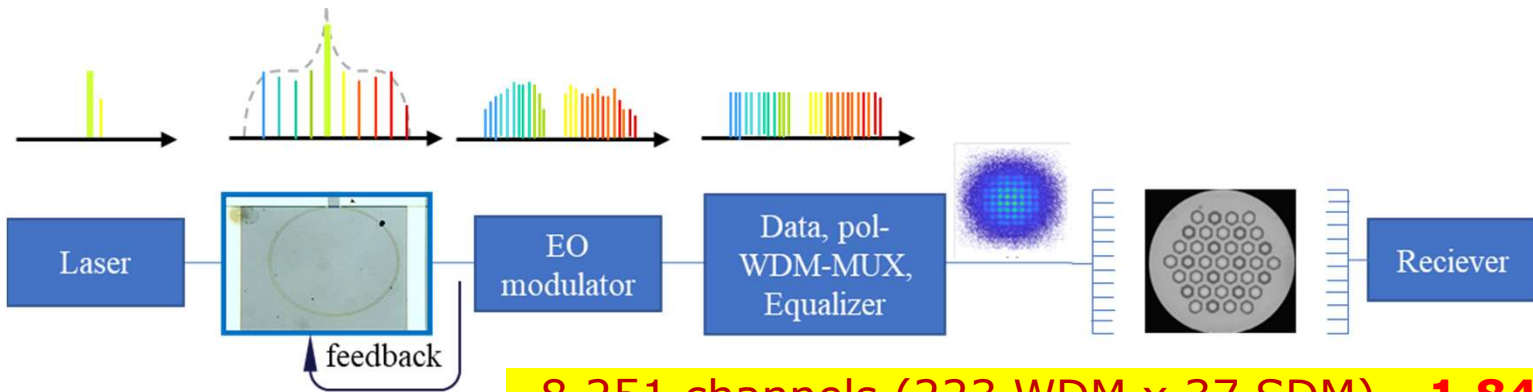 Laser
EO
modulator
Data, pol-
WDM-MUX,
Equalizer
Reciever
feedback
8,251 channels (223 WDM x 37 SDM) - 1.84